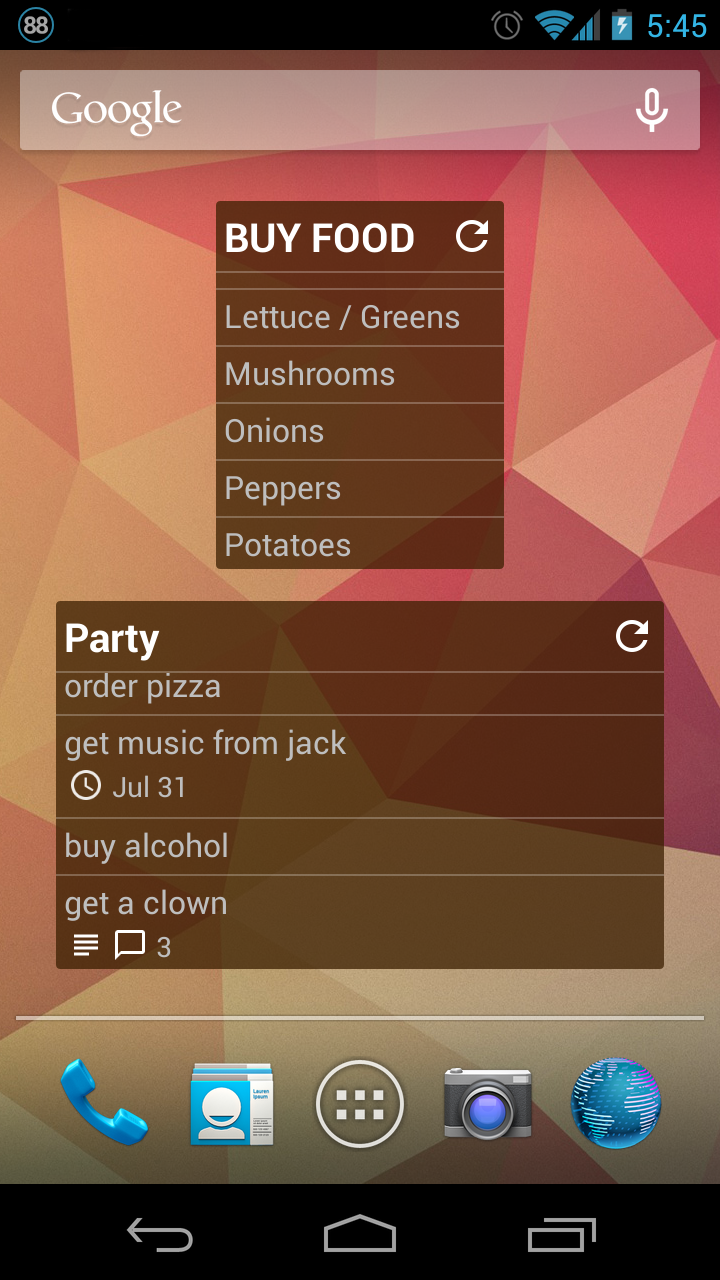 88
5:45
Google
BUY FOOD
Lettuce / Greens
Mushrooms
Onions
Peppers
Potatoes
Party
order pizza
get music from jack
Jul 31
buy alcohol
get a clown
3
Lauren
Ipsum